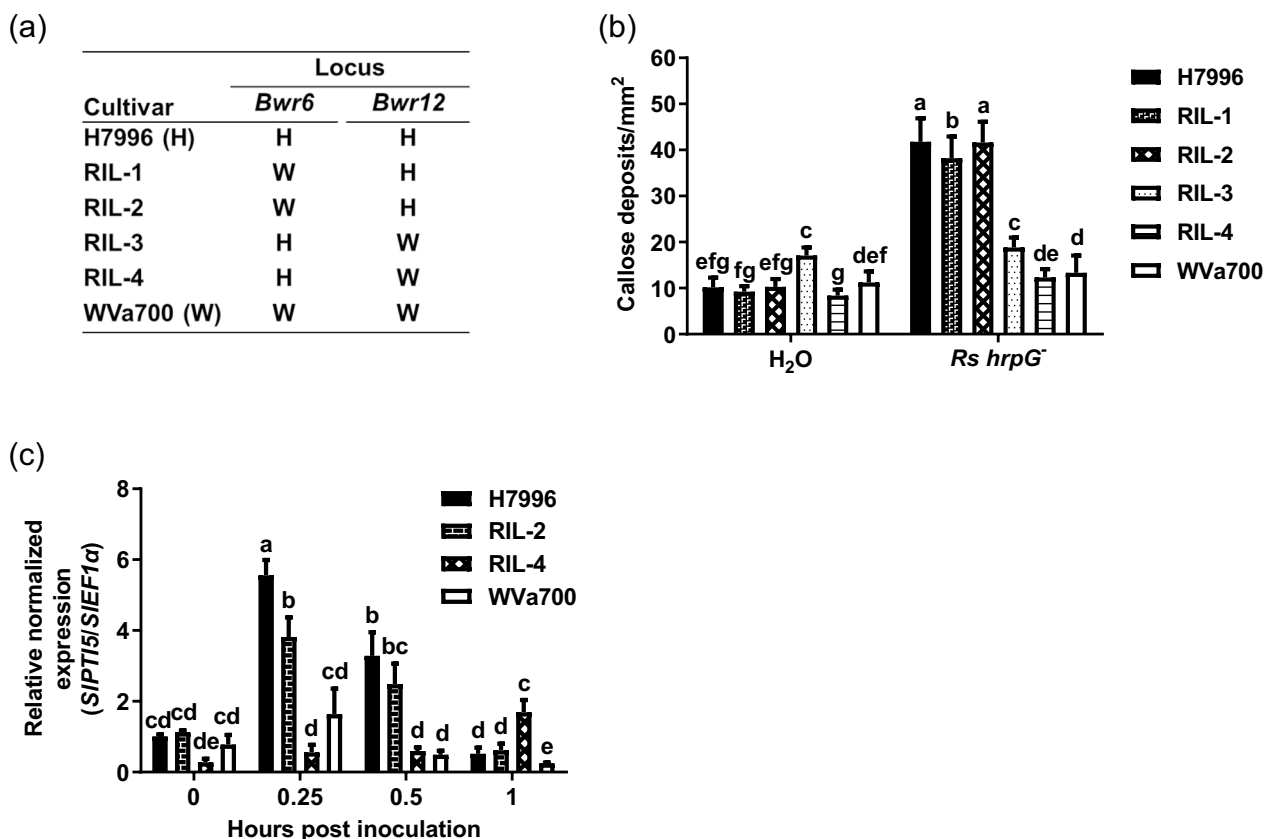 (a)
Locus
Cultivar Bwr6 Bwr12
H7996 (H) H H
RIL-1 W H
RIL-2 W H
RIL-3 H W
RIL-4 H W
WVa700 (W) W W
(b)
Callose deposits/mm²
60
50
40
30
20
10
0
efg fg efg c g def
a b a c de d
H₂O Rs hrpG⁻
H7996
RIL-1
RIL-2
RIL-3
RIL-4
WVa700
(c)
Relative normalized
expression
(SlPTI5/SlEF1α)
8
6
4
2
0
cd cd de cd
a b d cd
b bc d d
d d c e
0 0.25 0.5 1
Hours post inoculation
H7996
RIL-2
RIL-4
WVa700